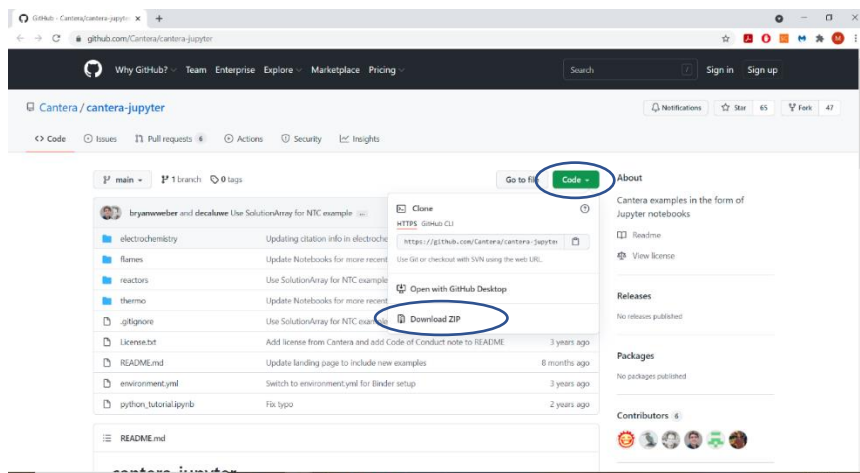 GitHub - Cantera/cantera-jupyter
github.com/Cantera/cantera-jupyter
Why GitHub? Team Enterprise Explore Marketplace Pricing Search / Sign in Sign up
Cantera / cantera-jupyter
Notifications Star 65 Fork 47
Code Issues Pull requests 6 Actions Security Insights
main 1 branch 0 tags Go to file Code
About
Cantera examples in the form of
Jupyter notebooks
Readme
View license
Releases
No releases published
Packages
No packages published
Contributors 6
bryanwweber and decaluwe Use SolutionArray for NTC example ...
electrochemistry Updating citation info in electroche
flames Update Notebooks for more recent
reactors Use SolutionArray for NTC example
thermo Update Notebooks for more recent
.gitignore Use SolutionArray for NTC example
License.txt Add license from Cantera and add Code of Conduct note to README 3 years ago
README.md Update landing page to include new examples 8 months ago
environment.yml Switch to environment.yml for Binder setup 3 years ago
python_tutorial.ipynb Fix typo 2 years ago
Clone
HTTPS GitHub CLI
https://github.com/Cantera/cantera-jupyter
Use Git or checkout with SVN using the web URL.
Open with GitHub Desktop
Download ZIP
README.md
cantera-jupyter